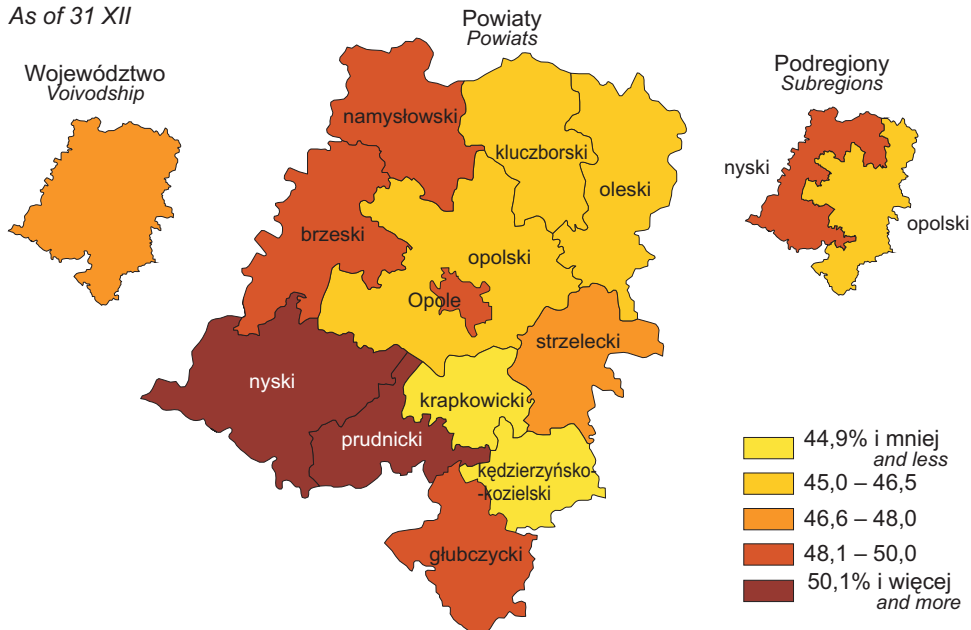 As of 31 XII
Województwo
Voivodship
Powiaty
Powiats
Podregiony
Subregions
namysłowski
kluczborski
oleski
brzeski
opolski
Opole
strzelecki
nyski
krapkowicki
prudnicki
kędzierzyńsko-
-kozielski
głubczycki
nyski
opolski
44,9% i mniej
and less
45,0 – 46,5
46,6 – 48,0
48,1 – 50,0
50,1% i więcej
and more